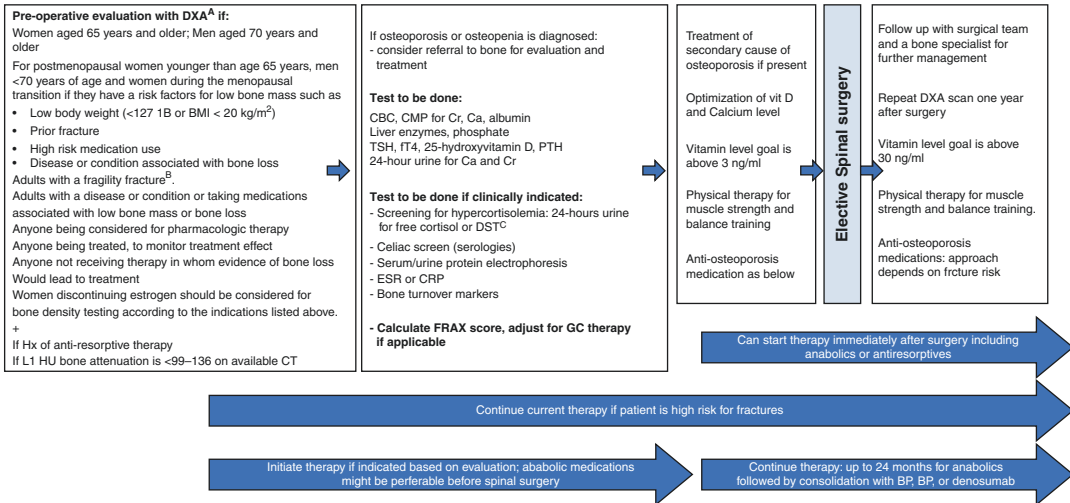 Pre-operative evaluation with DXAA if:
Women aged 65 years and older; Men aged 70 years and
older
For postmenopausal women younger than age 65 years, men
<70 years of age and women during the menopausal
transition if they have a risk factors for low bone mass such as
• Low body weight (<127 1B or BMI < 20 kg/m2)
• Prior fracture
• High risk medication use
• Disease or condition associated with bone loss
Adults with a fragility fractureB.
Adults with a disease or condition or taking medications
associated with low bone mass or bone loss
Anyone being considered for pharmacologic therapy
Anyone being treated, to monitor treatment effect
Anyone not receiving therapy in whom evidence of bone loss
Would lead to treatment
Women discontinuing estrogen should be considered for
bone density testing according to the indications listed above.
+
If Hx of anti-resorptive therapy
If L1 HU bone attenuation is <99–136 on available CT
If osteoporosis or osteopenia is diagnosed:
- consider referral to bone for evaluation and
treatment
Test to be done:
CBC, CMP for Cr, Ca, albumin
Liver enzymes, phosphate
TSH, fT4, 25-hydroxyvitamin D, PTH
24-hour urine for Ca and Cr
Test to be done if clinically indicated:
- Screening for hypercortisolemia: 24-hours urine
for free cortisol or DSTC
- Celiac screen (serologies)
- Serum/urine protein electrophoresis
- ESR or CRP
- Bone turnover markers
- Calculate FRAX score, adjust for GC therapy
if applicable
Treatment of
secondary cause of
osteoporosis if present
Optimization of vit D
and Calcium level
Vitamin level goal is
above 3 ng/ml
Physical therapy for
muscle strength and
balance training
Anti-osteoporosis
medication as below
Elective Spinal surgery
Follow up with surgical team
and a bone specialist for
further management
Repeat DXA scan one year
after surgery
Vitamin level goal is above
30 ng/ml
Physical therapy for muscle
strength and balance training.
Anti-osteoporosis
medications: approach
depends on frcture risk
Can start therapy immediately after surgery including
anabolics or antiresorptives
Continue current therapy if patient is high risk for fractures
Initiate therapy if indicated based on evaluation; ababolic medications
might be perferable before spinal surgery
Continue therapy: up to 24 months for anabolics
followed by consolidation with BP, BP, or denosumab